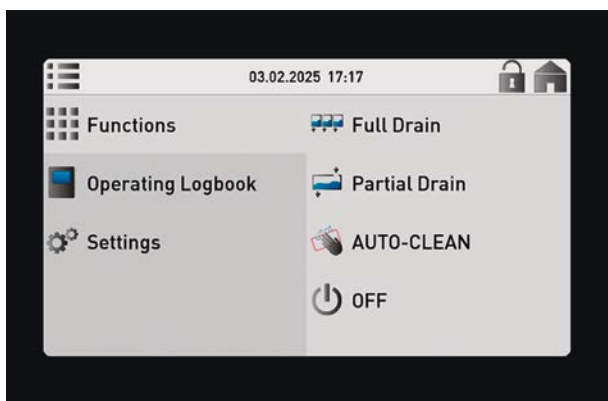 03.02.2025 17:17
Functions
Full Drain
Operating Logbook
Partial Drain
Settings
AUTO-CLEAN
OFF